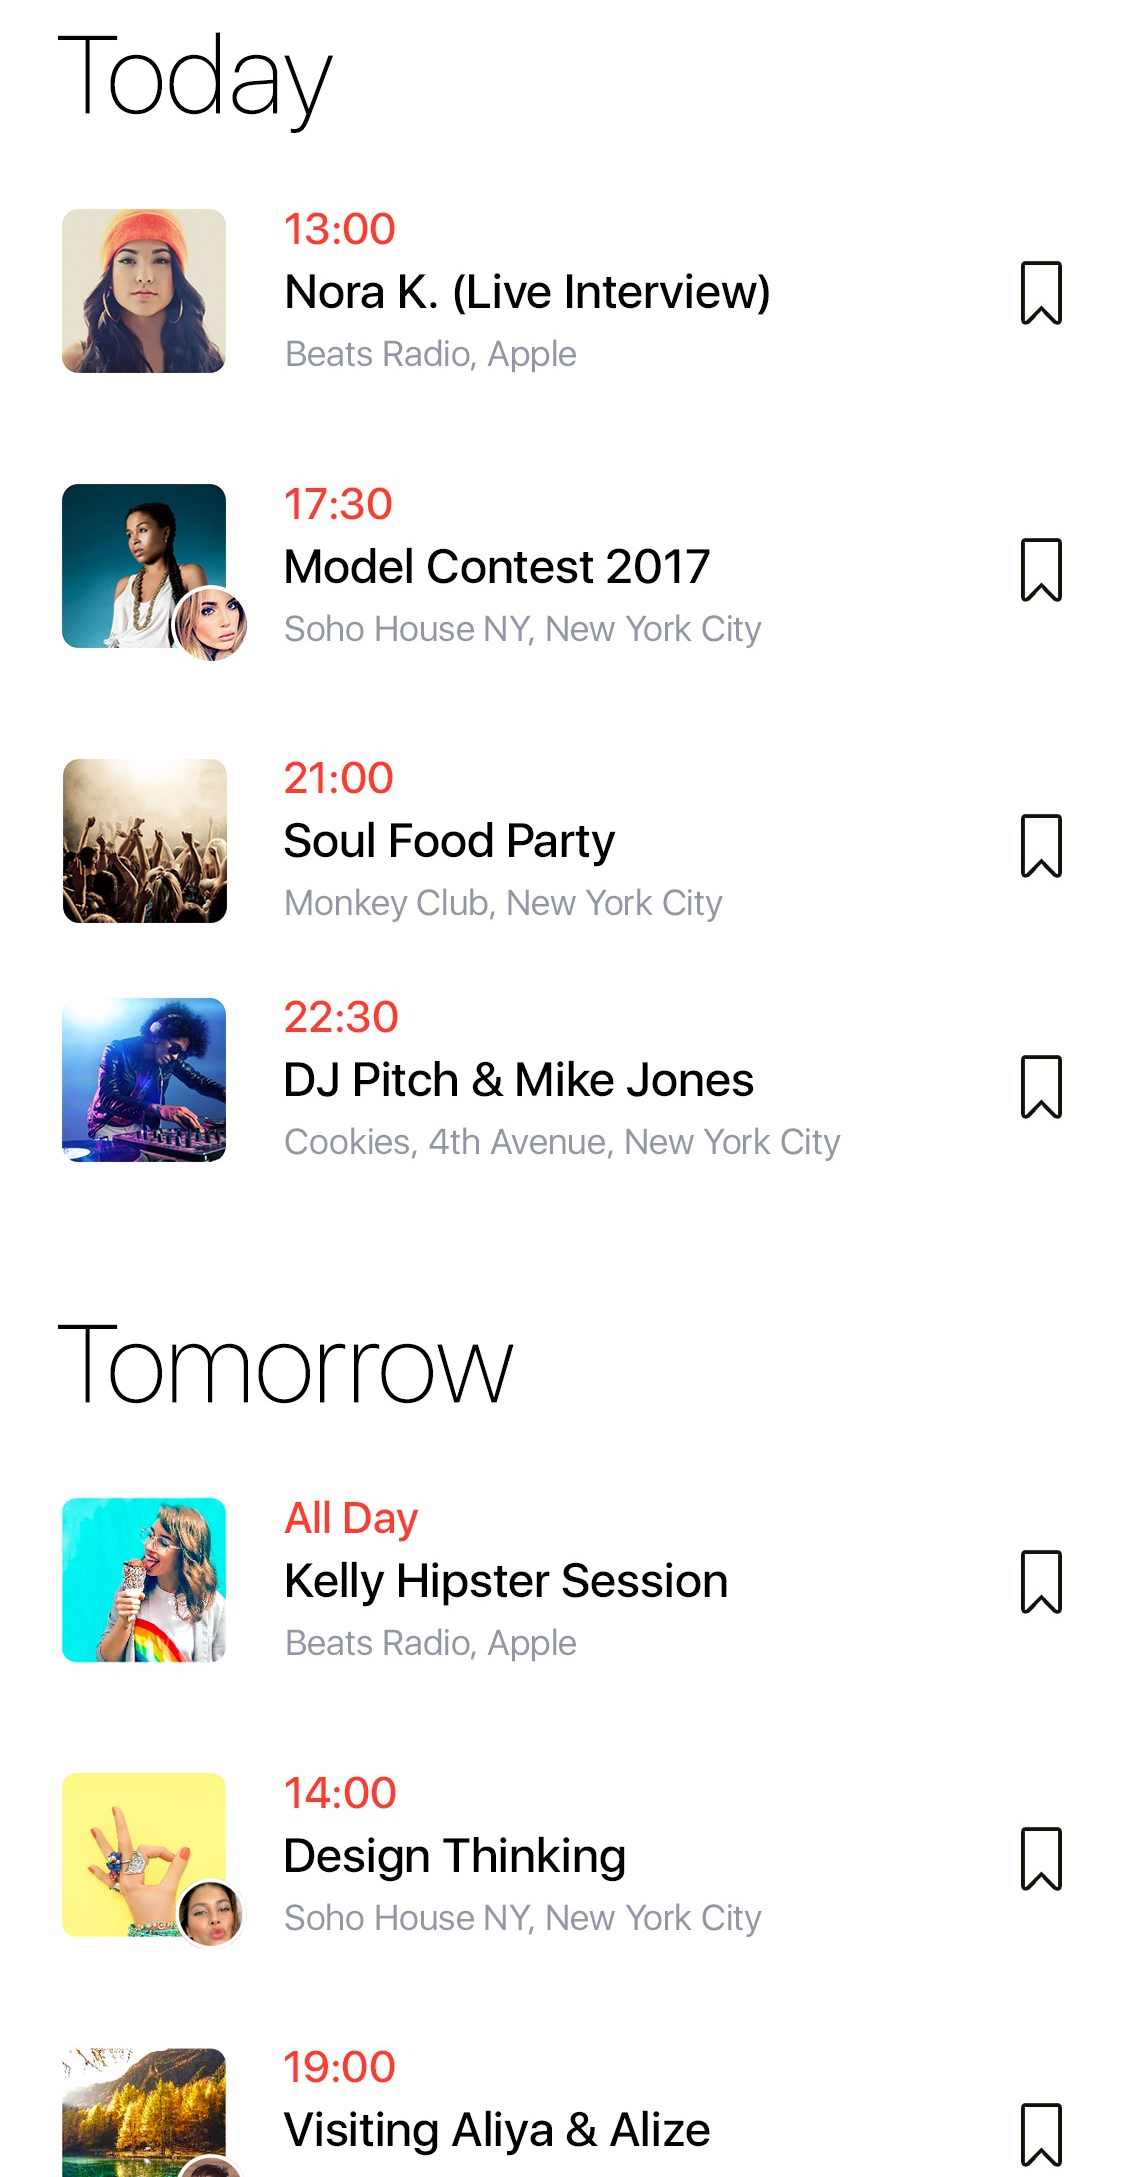 Today
13:00
Nora K. (Live Interview)
Beats Radio, Apple
17:30
Model Contest 2017
Soho House NY, New York City
21:00
Soul Food Party
Monkey Club, New York City
22:30
DJ Pitch & Mike Jones
Cookies, 4th Avenue, New York City
Tomorrow
All Day
Kelly Hipster Session
Beats Radio, Apple
14:00
Design Thinking
Soho House NY, New York City
19:00
Visiting Aliya & Alize